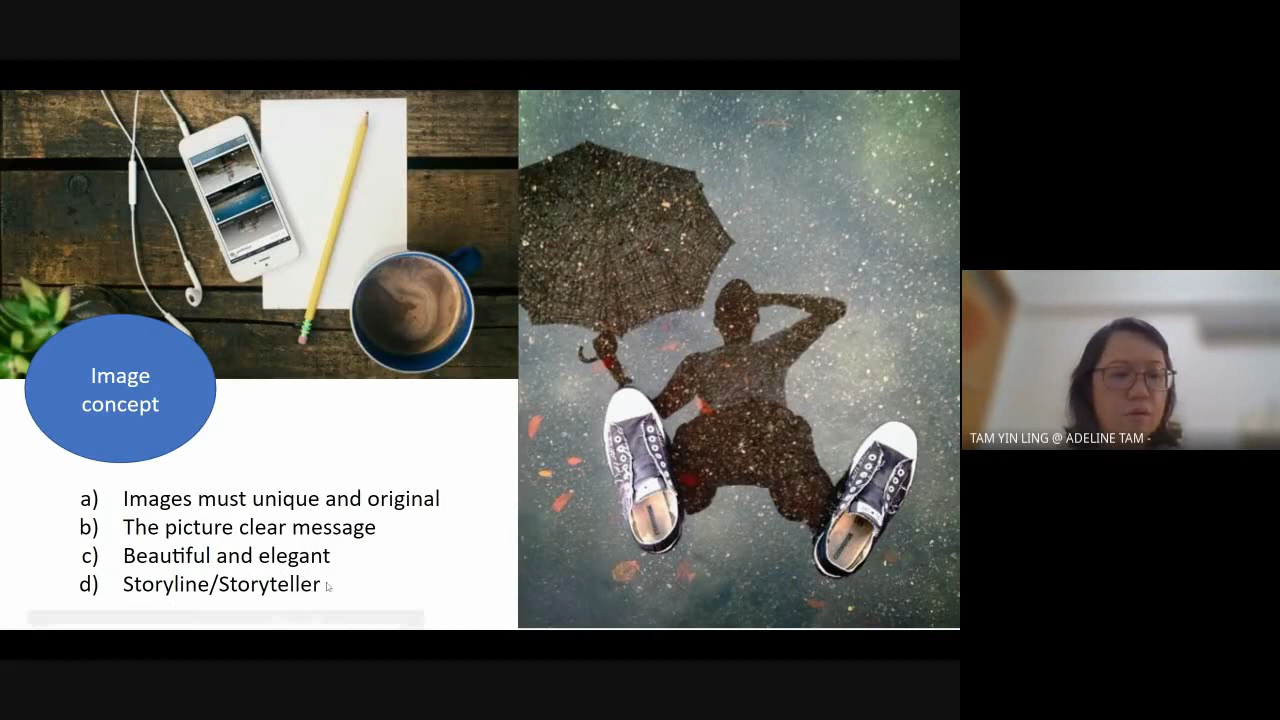 Image
concept
a) Images must unique and original
b) The picture clear message
c) Beautiful and elegant
d) Storyline/Storyteller
TAM YIN LING @ ADELINE TAM -